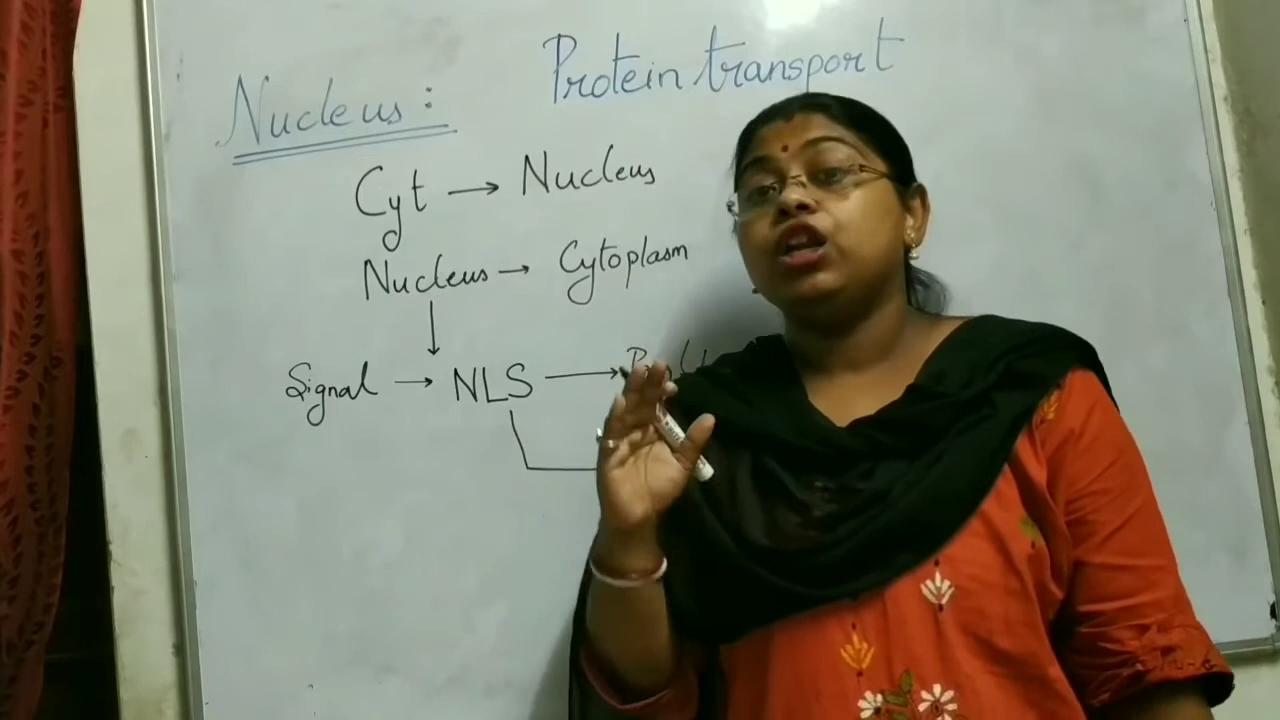 Protein transport
Nucleus:
Cyt → Nucleus
Nucleus → Cytoplasm
Signal → NLS →